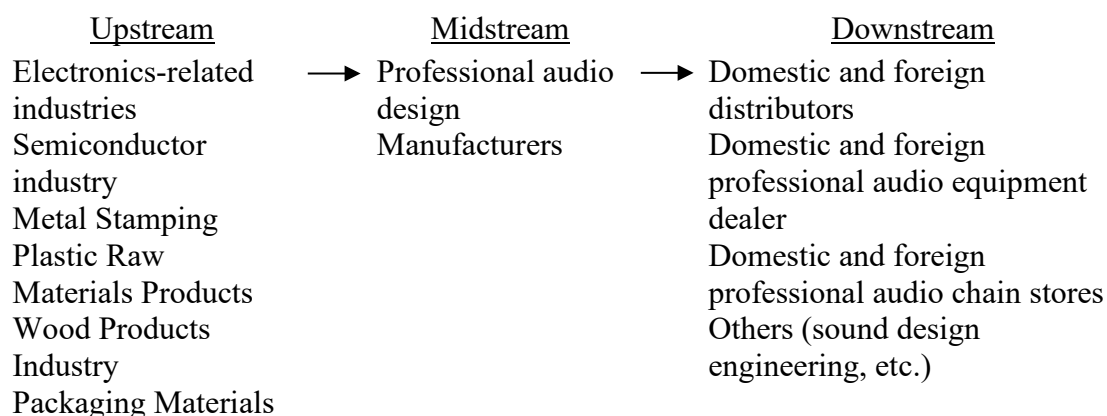 Upstream
Electronics-related
industries
Semiconductor
industry
Metal Stamping
Plastic Raw
Materials Products
Wood Products
Industry
Packaging Materials
Midstream
Professional audio
design
Manufacturers
Downstream
Domestic and foreign
distributors
Domestic and foreign
professional audio equipment
dealer
Domestic and foreign
professional audio chain stores
Others (sound design
engineering, etc.)